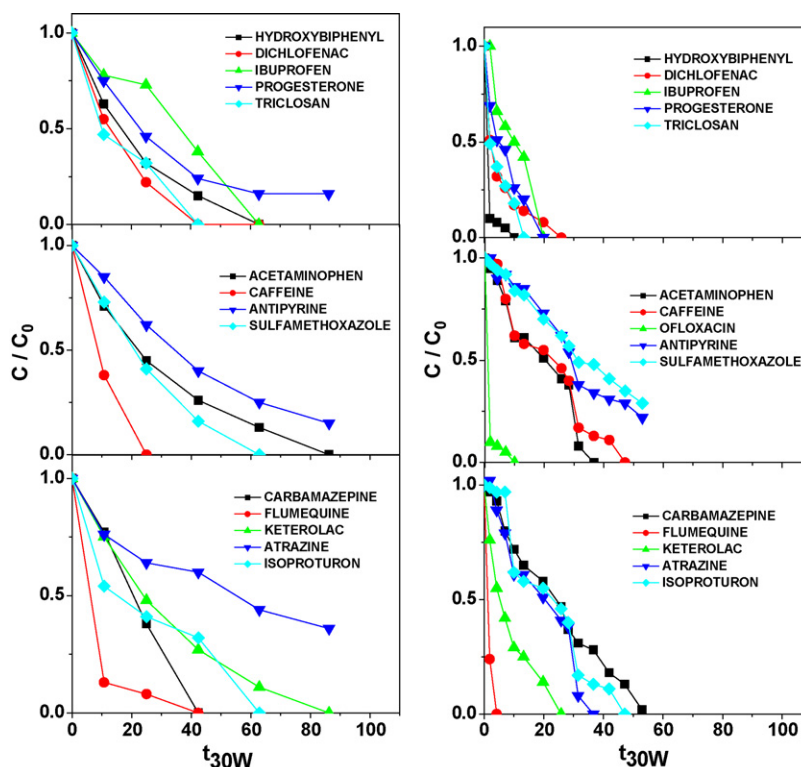 1.0
0.5
0.0
HYDROXYBIPHENYL
DICHLOFENAC
IBUPROFEN
PROGESTERONE
TRICLOSAN
1.0
0.5
0.0
ACETAMINOPHEN
CAFFEINE
ANTIPYRINE
SULFAMETHOXAZOLE
C / C0
1.0
0.5
0.0
CARBAMAZEPINE
FLUMEQUINE
KETEROLAC
ATRAZINE
ISOPROTURON
0 20 40 60 80 100
t30W
1.0
0.5
0.0
HYDROXYBIPHENYL
DICHLOFENAC
IBUPROFEN
PROGESTERONE
TRICLOSAN
1.0
0.5
0.0
ACETAMINOPHEN
CAFFEINE
OFLOXACIN
ANTIPYRINE
SULFAMETHOXAZOLE
C / C0
1.0
0.5
0.0
CARBAMAZEPINE
FLUMEQUINE
KETEROLAC
ATRAZINE
ISOPROTURON
0 20 40 60 80 100
t30W